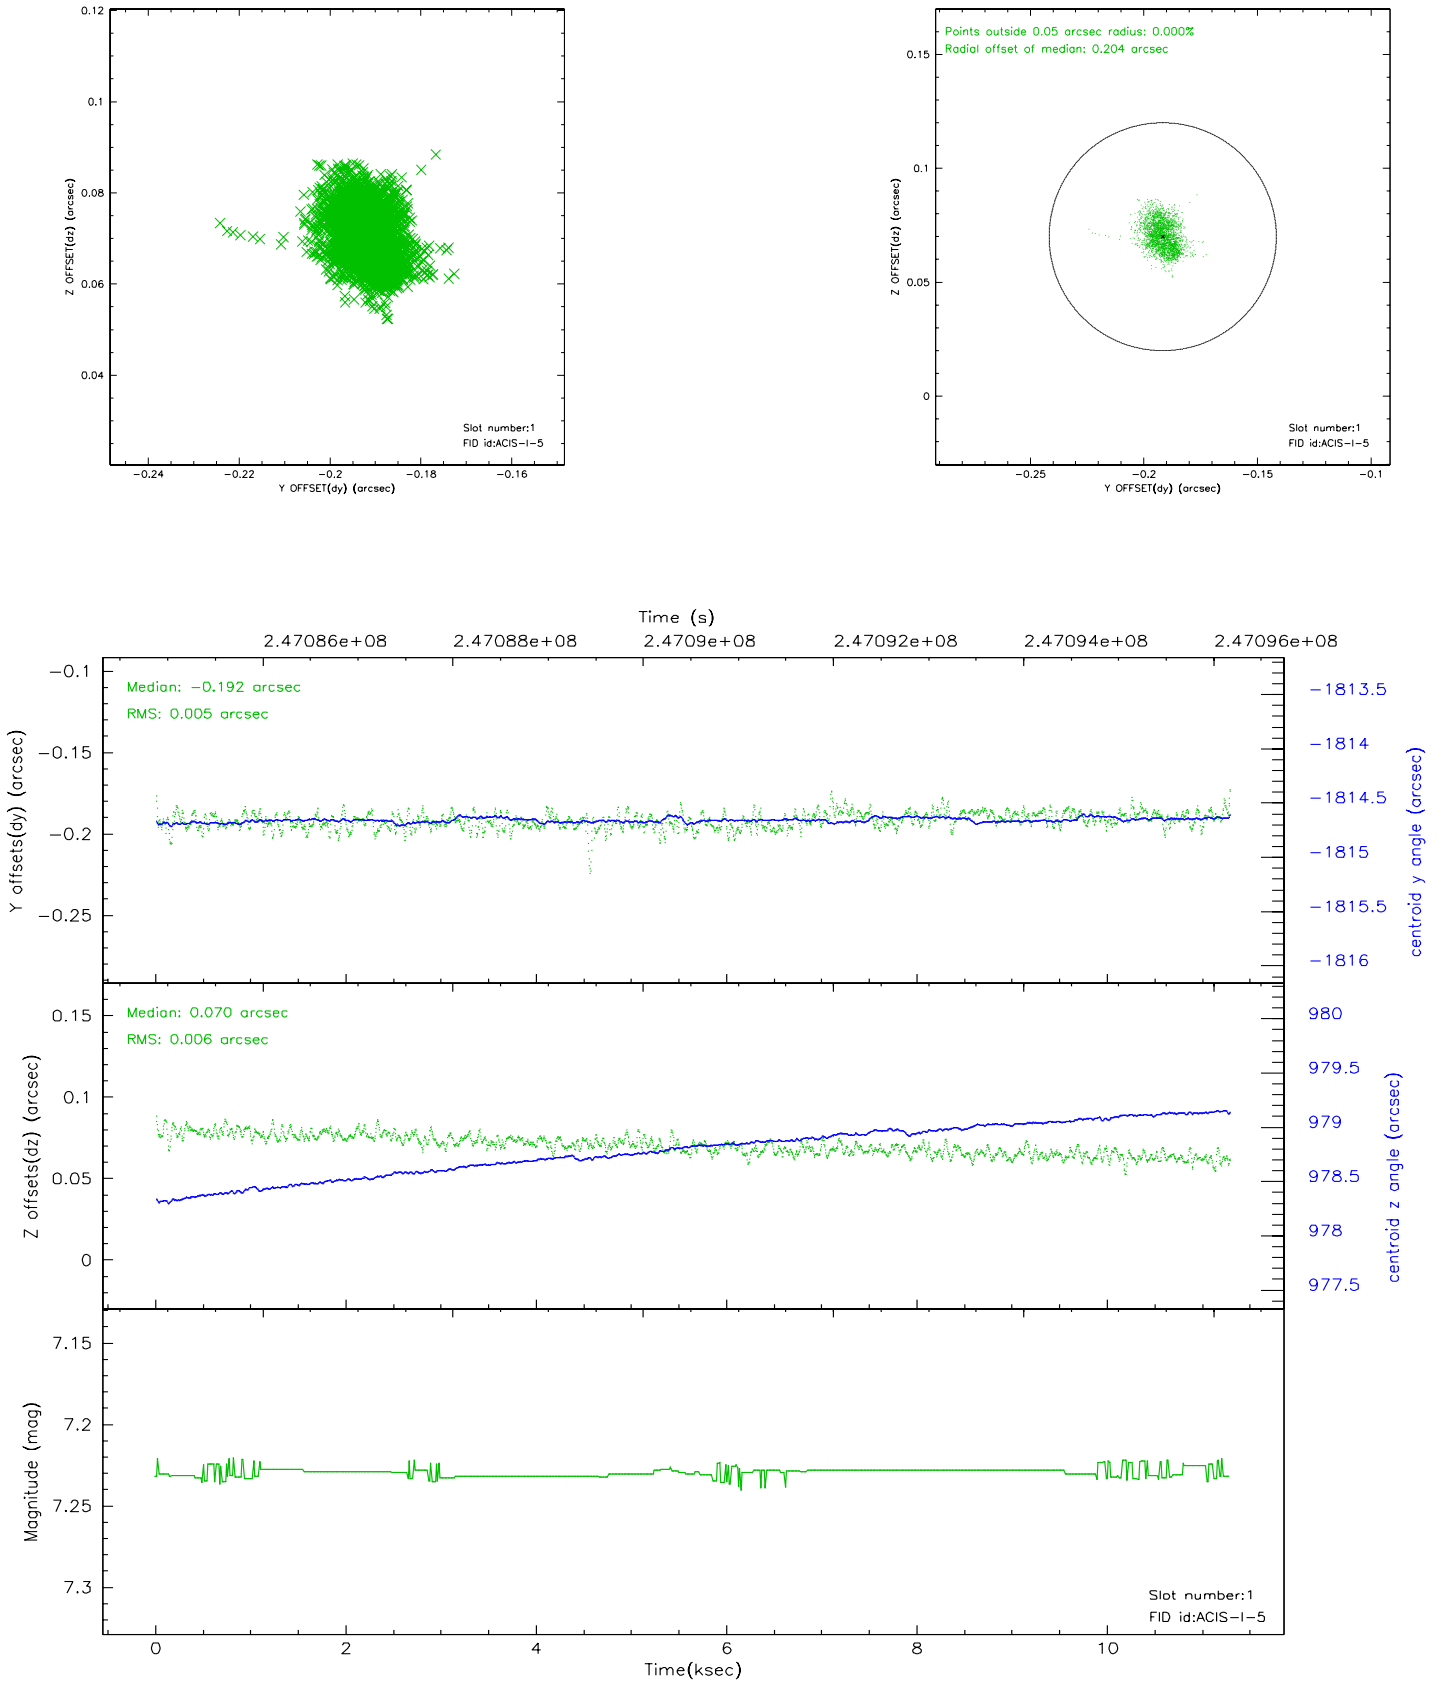 0.12
0.1
0.08
0.06
0.04
Z OFFSET(dz) (arcsec)
Slot number:1
FID id:ACIS-I-5
-0.24
-0.22
-0.2
-0.18
-0.16
Y OFFSET(dy) (arcsec)
Points outside 0.05 arcsec radius: 0.000%
Radial offset of median: 0.204 arcsec
0.15
0.1
0.05
0
Z OFFSET(dz) (arcsec)
Slot number:1
FID id:ACIS-I-5
-0.25
-0.2
-0.15
-0.1
Y OFFSET(dy) (arcsec)
Time (s)
2.47086e+08
2.47088e+08
2.4709e+08
2.47092e+08
2.47094e+08
2.47096e+08
Median: -0.192 arcsec
RMS: 0.005 arcsec
-0.1
-0.15
-0.2
-0.25
Y offsets(dy) (arcsec)
-1813.5
-1814
-1814.5
-1815
-1815.5
-1816
centroid y angle (arcsec)
Median: 0.070 arcsec
RMS: 0.006 arcsec
0.15
0.1
0.05
0
Z offsets(dz) (arcsec)
980
979.5
979
978.5
978
977.5
centroid z angle (arcsec)
7.15
7.2
7.25
7.3
Magnitude (mag)
Slot number:1
FID id:ACIS-I-5
0
2
4
6
8
10
Time(ksec)